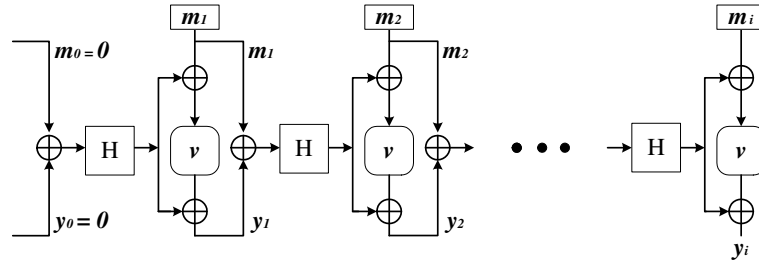 m1 m2 mi
m0 = 0 m1 m2
H v H v H v
y0 = 0 y1 y2
yi